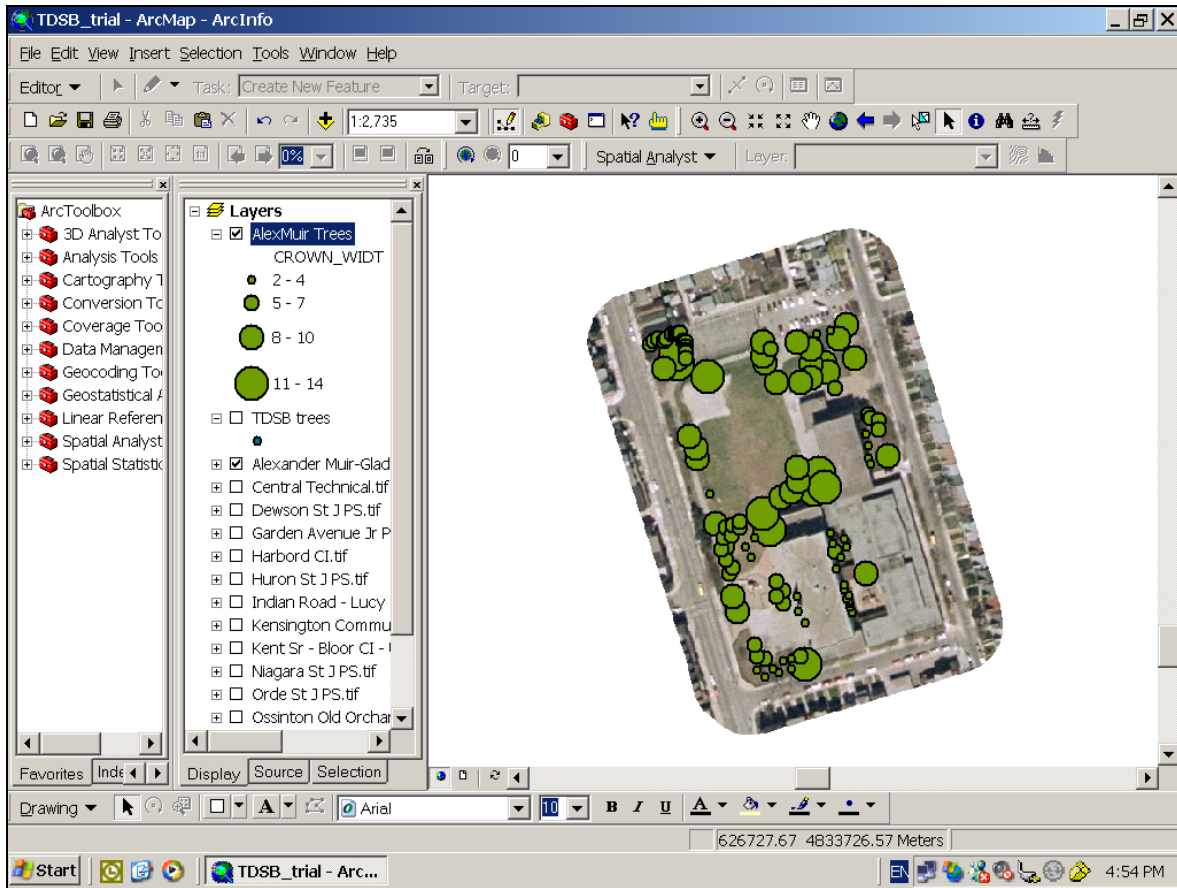 TDSB_trial - ArcMap - ArcInfo
File Edit View Insert Selection Tools Window Help
Editor Task: Create New Feature Target:
1:2,735
0% 0 Spatial Analyst Layer:
ArcToolbox
3D Analyst To
Analysis Tools
Cartography T
Conversion To
Coverage Too
Data Managen
Geocoding To
Geostatistical A
Linear Referen
Spatial Analyst
Spatial Statistic
Favorites Inde
Layers
AlexMuir Trees
CROWN_WIDT
2 - 4
5 - 7
8 - 10
11 - 14
TDSB trees
Alexander Muir-Glad
Central Technical.tif
Dewson St J PS.tif
Garden Avenue Jr P
Harbord CI.tif
Huron St J PS.tif
Indian Road - Lucy
Kensington Commu
Kent Sr - Bloor CI -
Niagara St J PS.tif
Orde St J PS.tif
Ossinton Old Orchar
Display Source Selection
Drawing A Arial 10 B I U A
626727.67 4833726.57 Meters
Start TDSB_trial - Arc... EN 4:54 PM